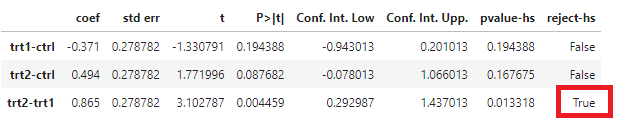 coef std err t P>|t| Conf. Int. Low Conf. Int. Upp. pvalue-hs reject-hs
trt1-ctrl -0.371 0.278782 -1.330791 0.194388 -0.943013 0.201013 0.194388 False
trt2-ctrl 0.494 0.278782 1.771996 0.087682 -0.078013 1.066013 0.167675 False
trt2-trt1 0.865 0.278782 3.102787 0.004459 0.292987 1.437013 0.013318 True